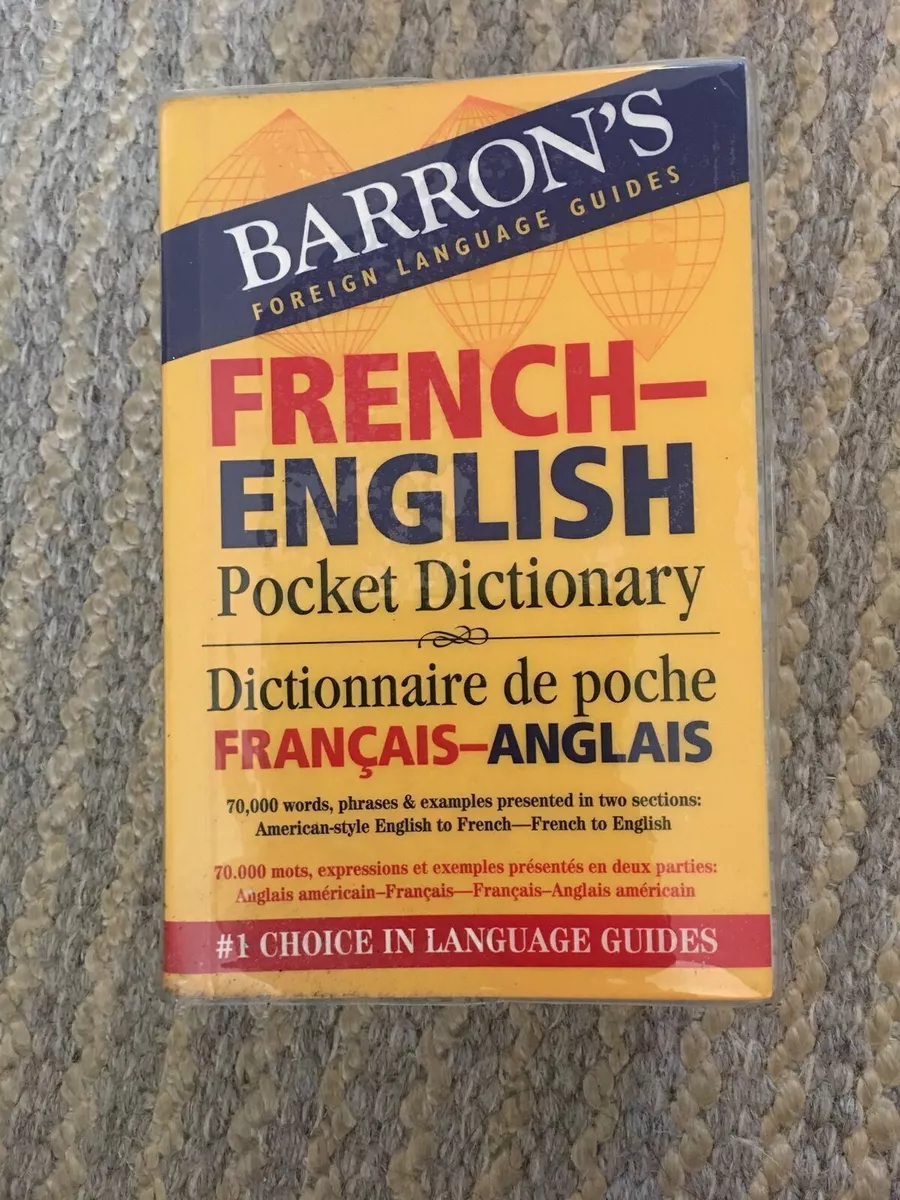 BARRON'S
FOREIGN LANGUAGE GUIDES
FRENCH–
ENGLISH
Pocket Dictionary
Dictionnaire de poche
FRANÇAIS–ANGLAIS
70,000 words, phrases & examples presented in two sections:
American-style English to French—French to English
70.000 mots, expressions et exemples présentés en deux parties:
Anglais américain–Français—Français–Anglais américain
#1 CHOICE IN LANGUAGE GUIDES